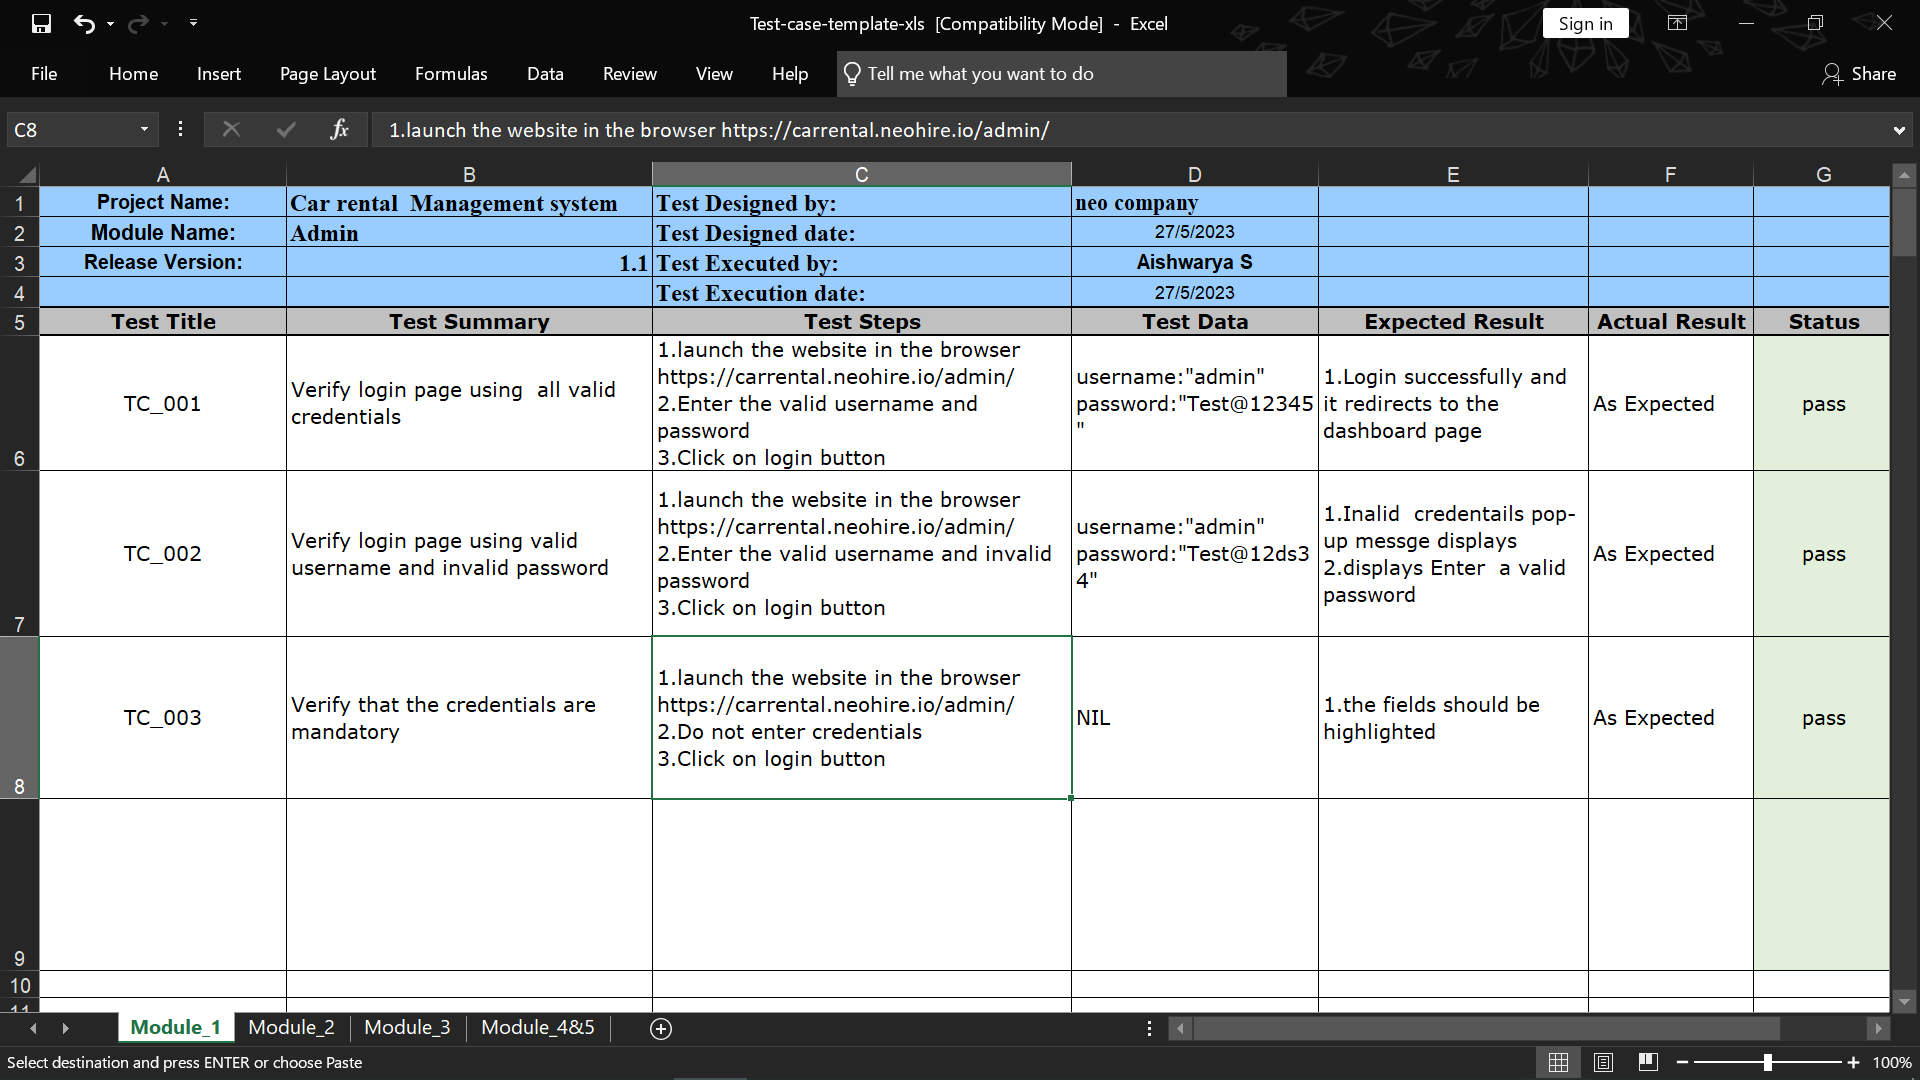 Test-case-template-xls  [Compatibility Mode]  -  Excel
Sign in
File
Home
Insert
Page Layout
Formulas
Data
Review
View
Help
Tell me what you want to do
Share
C8
fx
1.launch the website in the browser https://carrental.neohire.io/admin/
A B C D E F G
1 Project Name: Car rental  Management system Test Designed by: neo company
2 Module Name: Admin Test Designed date: 27/5/2023
3 Release Version: 1.1 Test Executed by: Aishwarya S
4 Test Execution date: 27/5/2023
5 Test Title Test Summary Test Steps Test Data Expected Result Actual Result Status
6
TC_001
Verify login page using  all valid
credentials
1.launch the website in the browser
https://carrental.neohire.io/admin/
2.Enter the valid username and
password
3.Click on login button
username:"admin"
password:"Test@12345
"
1.Login successfully and
it redirects to the
dashboard page
As Expected
pass
7
TC_002
Verify login page using valid
username and invalid password
1.launch the website in the browser
https://carrental.neohire.io/admin/
2.Enter the valid username and invalid
password
3.Click on login button
username:"admin"
password:"Test@12ds3
4"
1.Inalid  credentails pop-
up messge displays
2.displays Enter  a valid
password
As Expected
pass
8
TC_003
Verify that the credentials are
mandatory
1.launch the website in the browser
https://carrental.neohire.io/admin/
2.Do not enter credentials
3.Click on login button
NIL
1.the fields should be
highlighted
As Expected
pass
9
10
11
Module_1
Module_2
Module_3
Module_4&5
Select destination and press ENTER or choose Paste
100%